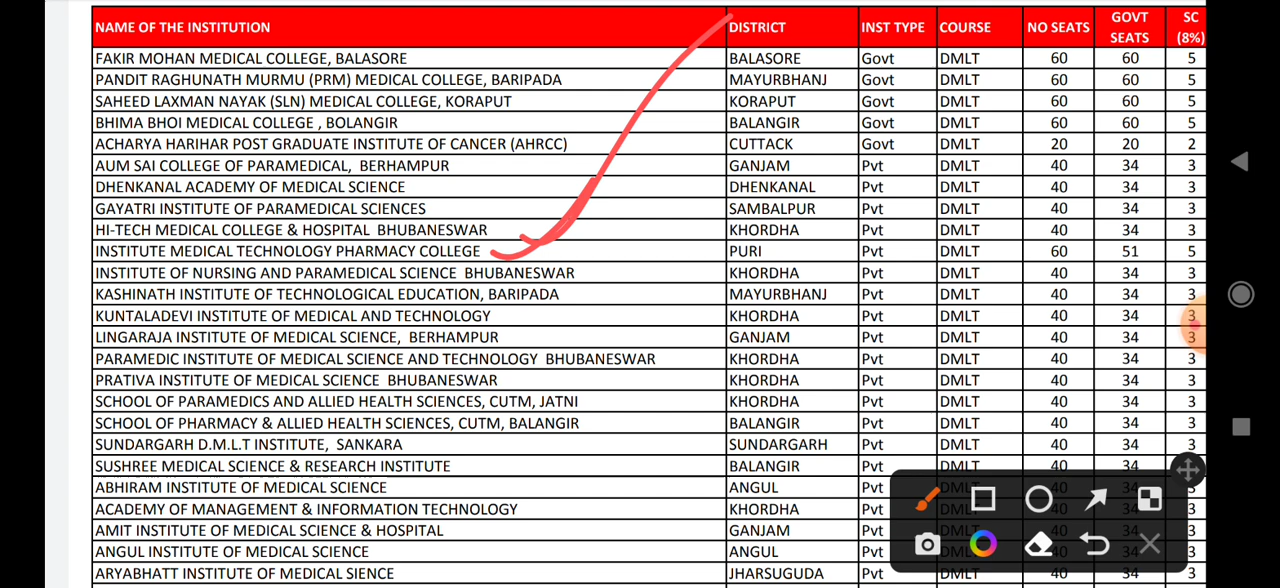 NAME OF THE INSTITUTION DISTRICT INST TYPE COURSE NO SEATS GOVT SEATS SC (8%)
FAKIR MOHAN MEDICAL COLLEGE, BALASORE BALASORE Govt DMLT 60 60 5
PANDIT RAGHUNATH MURMU (PRM) MEDICAL COLLEGE, BARIPADA MAYURBHANJ Govt DMLT 60 60 5
SAHEED LAXMAN NAYAK (SLN) MEDICAL COLLEGE, KORAPUT KORAPUT Govt DMLT 60 60 5
BHIMA BHOI MEDICAL COLLEGE , BOLANGIR BALANGIR Govt DMLT 60 60 5
ACHARYA HARIHAR POST GRADUATE INSTITUTE OF CANCER (AHRCC) CUTTACK Govt DMLT 20 20 2
AUM SAI COLLEGE OF PARAMEDICAL, BERHAMPUR GANJAM Pvt DMLT 40 34 3
DHENKANAL ACADEMY OF MEDICAL SCIENCE DHENKANAL Pvt DMLT 40 34 3
GAYATRI INSTITUTE OF PARAMEDICAL SCIENCES SAMBALPUR Pvt DMLT 40 34 3
HI-TECH MEDICAL COLLEGE & HOSPITAL BHUBANESWAR KHORDHA Pvt DMLT 40 34 3
INSTITUTE MEDICAL TECHNOLOGY PHARMACY COLLEGE PURI Pvt DMLT 60 51 5
INSTITUTE OF NURSING AND PARAMEDICAL SCIENCE BHUBANESWAR KHORDHA Pvt DMLT 40 34 3
KASHINATH INSTITUTE OF TECHNOLOGICAL EDUCATION, BARIPADA MAYURBHANJ Pvt DMLT 40 34 3
KUNTALADEVI INSTITUTE OF MEDICAL AND TECHNOLOGY KHORDHA Pvt DMLT 40 34 3
LINGARAJA INSTITUTE OF MEDICAL SCIENCE, BERHAMPUR GANJAM Pvt DMLT 40 34 3
PARAMEDIC INSTITUTE OF MEDICAL SCIENCE AND TECHNOLOGY BHUBANESWAR KHORDHA Pvt DMLT 40 34 3
PRATIVA INSTITUTE OF MEDICAL SCIENCE BHUBANESWAR KHORDHA Pvt DMLT 40 34 3
SCHOOL OF PARAMEDICS AND ALLIED HEALTH SCIENCES, CUTM, JATNI KHORDHA Pvt DMLT 40 34 3
SCHOOL OF PHARMACY & ALLIED HEALTH SCIENCES, CUTM, BALANGIR BALANGIR Pvt DMLT 40 34 3
SUNDARGARH D.M.L.T INSTITUTE, SANKARA SUNDARGARH Pvt DMLT 40 34 3
SUSHREE MEDICAL SCIENCE & RESEARCH INSTITUTE BALANGIR Pvt DMLT 40 34
ABHIRAM INSTITUTE OF MEDICAL SCIENCE ANGUL Pvt
ACADEMY OF MANAGEMENT & INFORMATION TECHNOLOGY KHORDHA Pvt DMLT 40 34 3
AMIT INSTITUTE OF MEDICAL SCIENCE & HOSPITAL GANJAM Pvt DMLT 40 34 3
ANGUL INSTITUTE OF MEDICAL SCIENCE ANGUL Pvt 3
ARYABHATT INSTITUTE OF MEDICAL SIENCE JHARSUGUDA Pvt DMLT 40 34 3